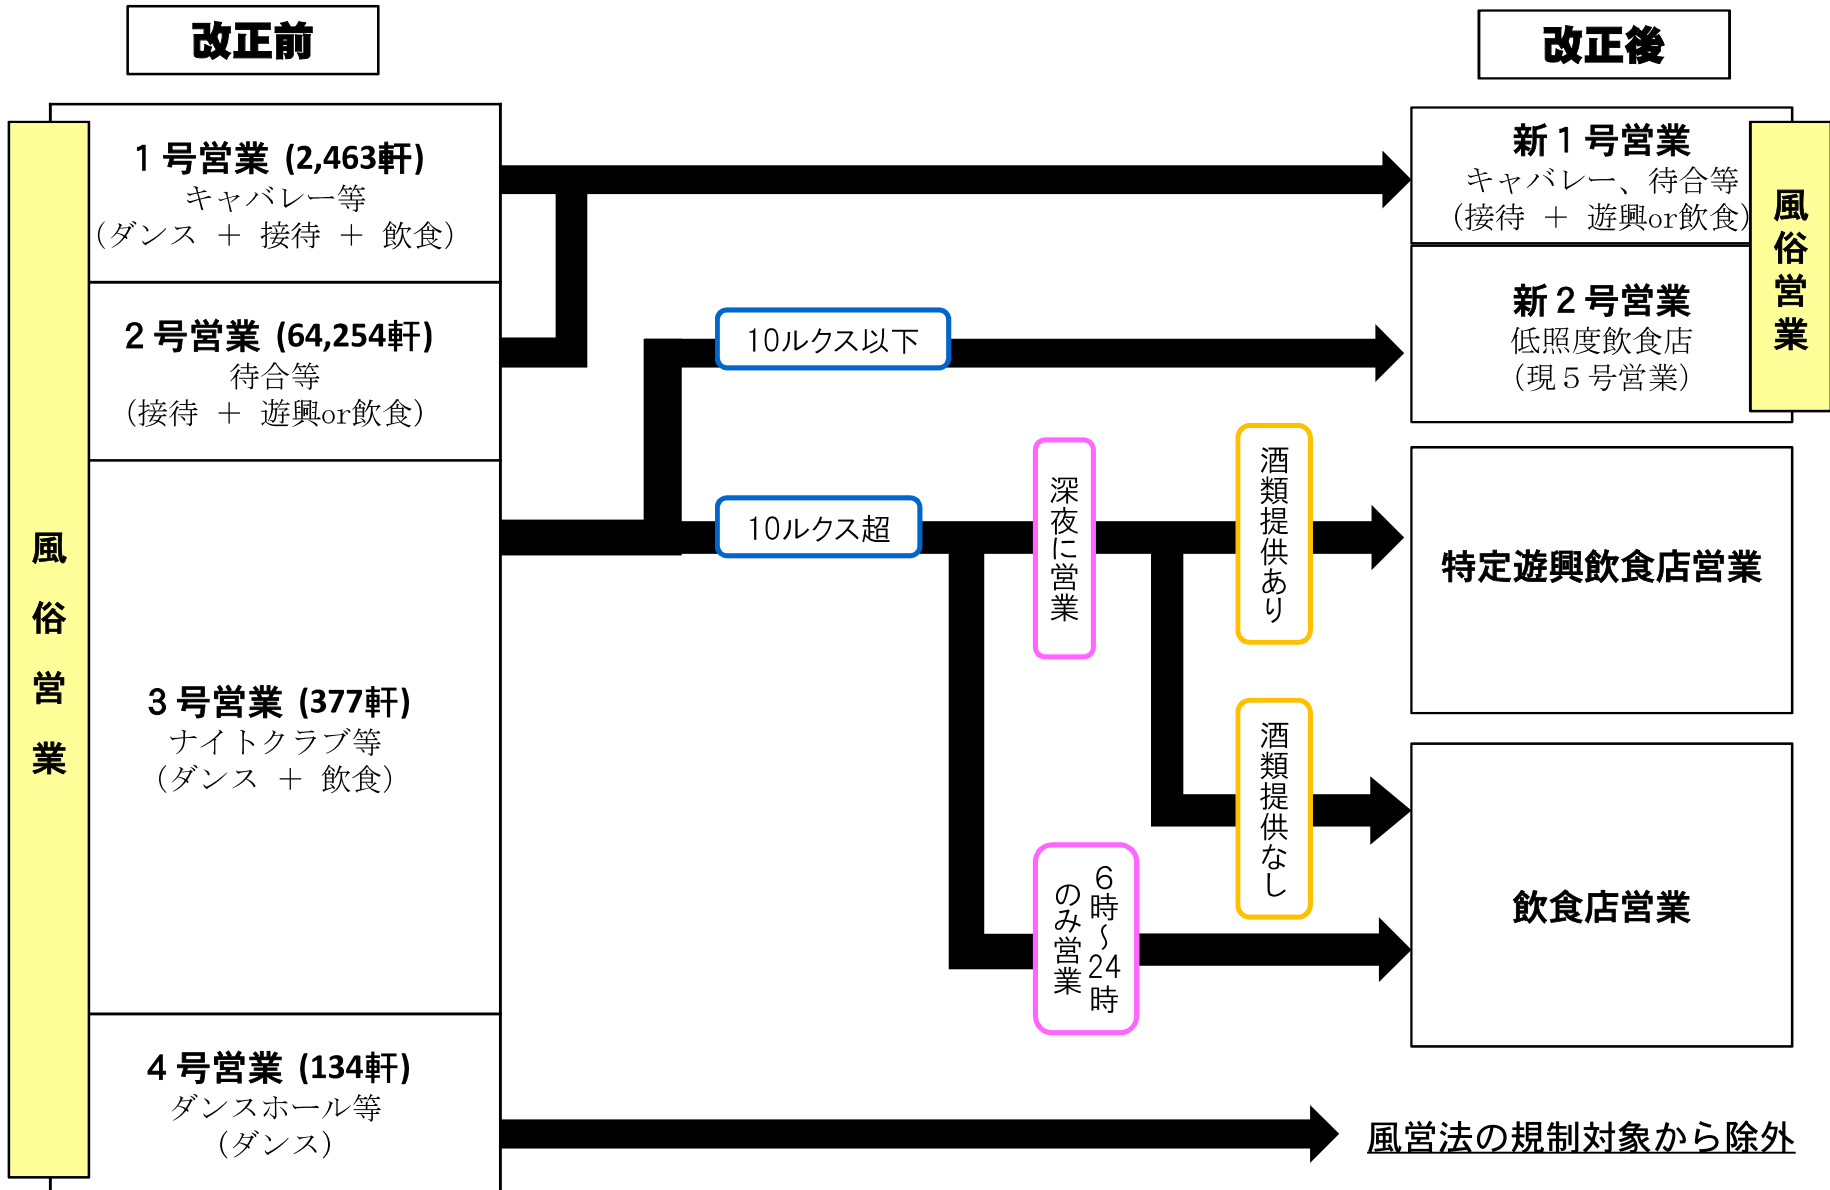 改正前
改正後
風俗営業
１号営業 (2,463軒)
キャバレー等
（ダンス ＋ 接待 ＋ 飲食）
２号営業 (64,254軒)
待合等
（接待 ＋ 遊興or飲食）
３号営業 (377軒)
ナイトクラブ等
（ダンス ＋ 飲食）
４号営業 (134軒)
ダンスホール等
（ダンス）
10ルクス以下
10ルクス超
深夜に営業
６時～24時
のみ営業
酒類提供あり
酒類提供なし
新１号営業
キャバレー、待合等
（接待 ＋ 遊興or飲食）
新２号営業
低照度飲食店
（現５号営業）
風俗営業
特定遊興飲食店営業
飲食店営業
風営法の規制対象から除外